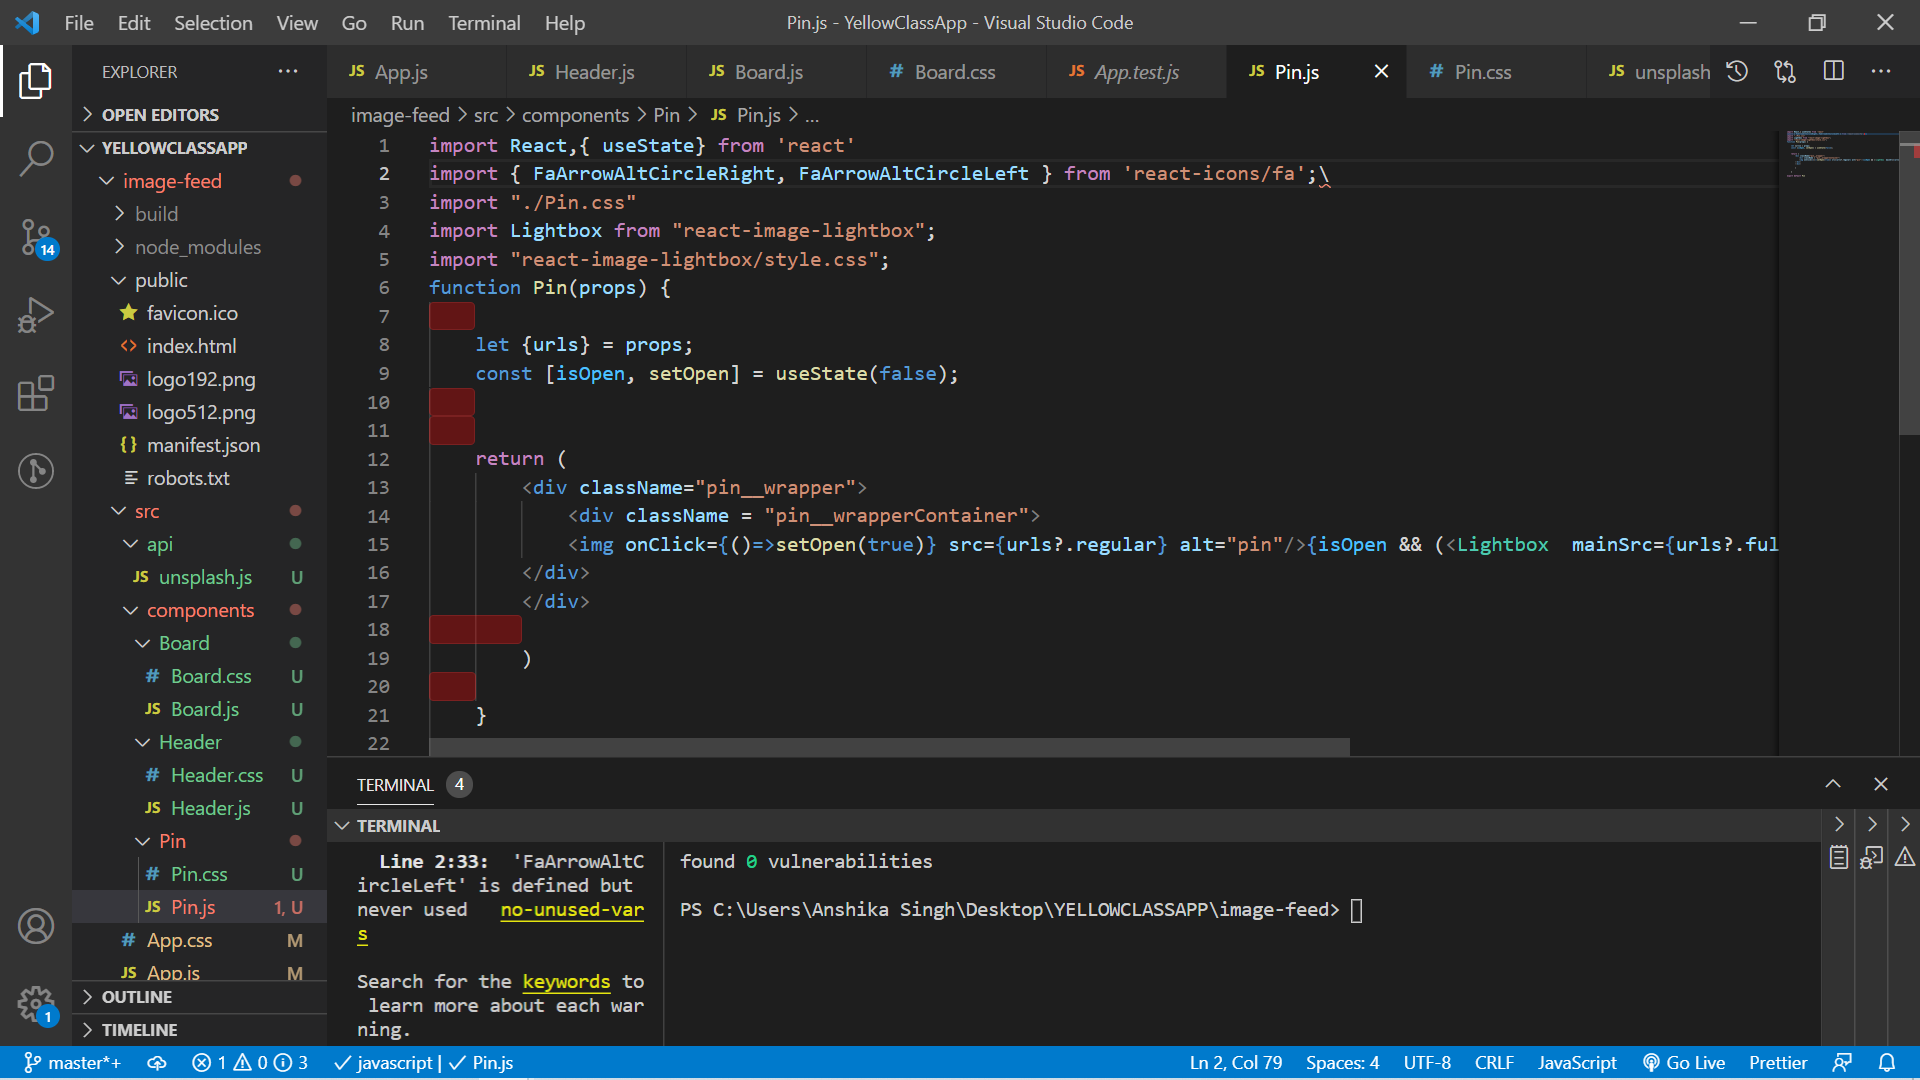 File Edit Selection View Go Run Terminal Help
Pin.js - YellowClassApp - Visual Studio Code
EXPLORER
JS App.js
JS Header.js
JS Board.js
# Board.css
JS App.test.js
JS Pin.js
# Pin.css
JS unsplash
OPEN EDITORS
YELLOWCLASSAPP
image-feed
build
node_modules
public
favicon.ico
index.html
logo192.png
logo512.png
{} manifest.json
robots.txt
src
api
JS unsplash.js U
components
Board
# Board.css U
JS Board.js U
Header
# Header.css U
JS Header.js U
Pin
# Pin.css U
JS Pin.js 1, U
# App.css M
JS App.js M
OUTLINE
TIMELINE
14
1
image-feed > src > components > Pin > JS Pin.js > ...
1 import React,{ useState} from 'react'
2 import { FaArrowAltCircleRight, FaArrowAltCircleLeft } from 'react-icons/fa';\
3 import "./Pin.css"
4 import Lightbox from "react-image-lightbox";
5 import "react-image-lightbox/style.css";
6 function Pin(props) {
7
8 let {urls} = props;
9 const [isOpen, setOpen] = useState(false);
10
11
12 return (
13 <div className="pin__wrapper">
14 <div className = "pin__wrapperContainer">
15 <img onClick={()=>setOpen(true)} src={urls?.regular} alt="pin"/>{isOpen && (<Lightbox  mainSrc={urls?.ful
16 </div>
17 </div>
18
19 )
20
21 }
22
TERMINAL 4
TERMINAL
Line 2:33:  'FaArrowAltC
ircleLeft' is defined but
never used   no-unused-var
s
Search for the keywords to
learn more about each war
ning.
found 0 vulnerabilities
PS C:\Users\Anshika Singh\Desktop\YELLOWCLASSAPP\image-feed>
master*+ 1 0 3 javascript | Pin.js
Ln 2, Col 79 Spaces: 4 UTF-8 CRLF JavaScript Go Live Prettier